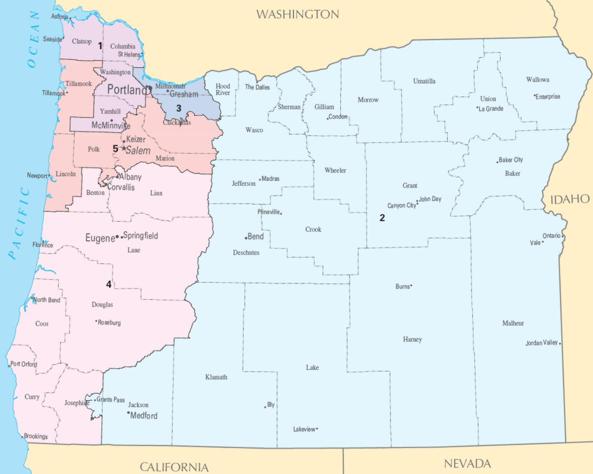 WASHINGTON
OCEAN
PACIFIC
Astoria
Seaside
Clatsop
1
Columbia
St Helens
Tillamook
Washington
Portland
Multnomah
Gresham
3
Clackamas
Tillamook
Yamhill
McMinnville
Keizer
5
Salem
Polk
Marion
Newport
Lincoln
Albany
Corvallis
Benton
Linn
Hood
River
The Dalles
Sherman
Gilliam
Condon
Morrow
Umatilla
Union
La Grande
Wallowa
Enterprise
Wasco
Wheeler
Grant
Baker City
Baker
Jefferson
Madras
Prineville
Crook
Canyon City
John Day
2
IDAHO
Eugene
Springfield
Lane
Florence
Bend
Deschutes
Ontario
Vale
4
Douglas
Roseburg
North Bend
Coos
Burns
Harney
Malheur
Jordan Valley
Port Orford
Curry
Josephine
Grants Pass
Jackson
Medford
Klamath
Lake
Bly
Lakeview
Brookings
CALIFORNIA
NEVADA